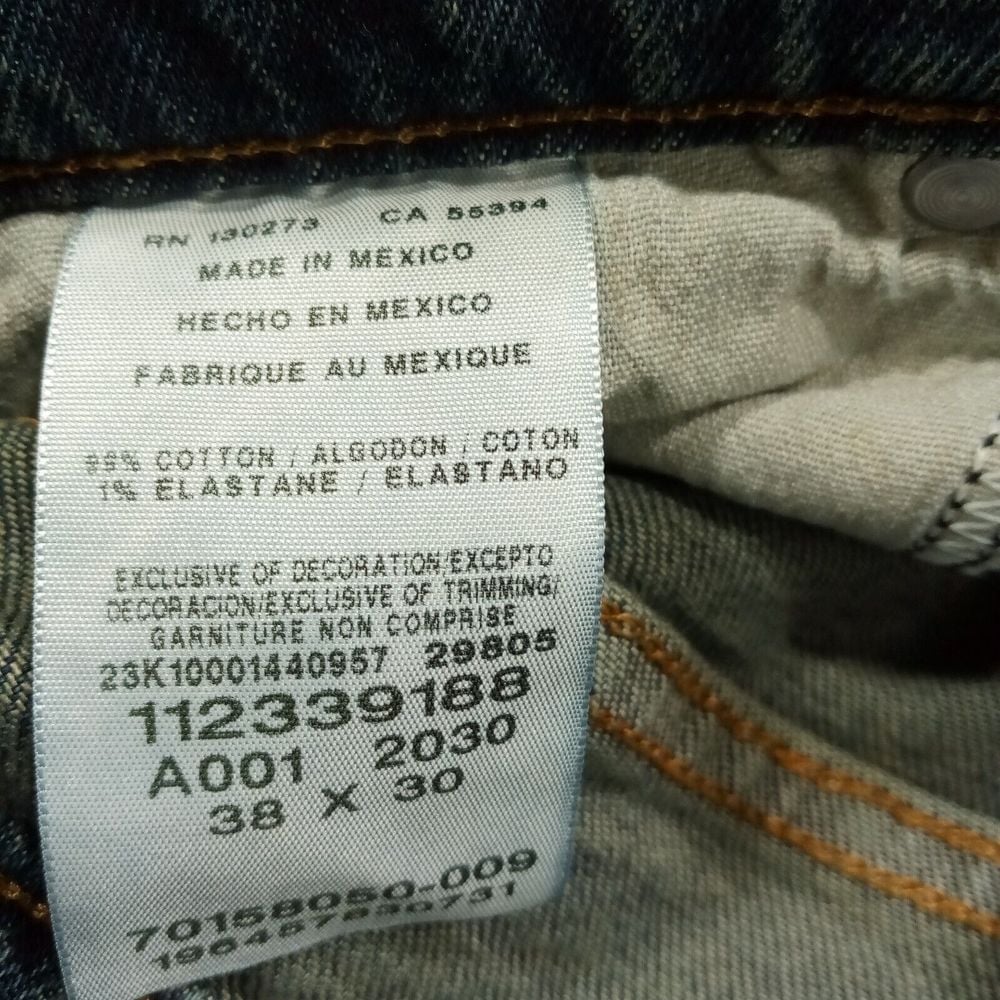 RN 130273 CA 55394
MADE IN MEXICO
HECHO EN MEXICO
FABRIQUE AU MEXIQUE
99% COTTON / ALGODON / COTON
1% ELASTANE / ELASTANO
EXCLUSIVE OF DECORATION/EXCEPTO
DECORACION/EXCLUSIVE OF TRIMMING/
GARNITURE NON COMPRISE
23K10001440957 29805
112339188
A001 2030
38 X 30
70158050-009
190457830731